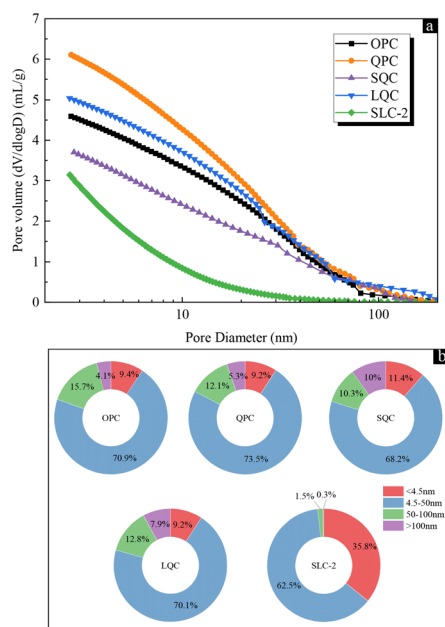 a
7
6
5
4
3
2
1
0
Pore volume (dV/dlogD) (mL/g)
OPC
QPC
SQC
LQC
SLC-2
10
100
Pore Diameter (nm)
b
4.1%
9.4%
15.7%
OPC
70.9%
5.3%
9.2%
12.1%
QPC
73.5%
10%
11.4%
10.3%
SQC
68.2%
<4.5nm
4.5-50nm
50-100nm
>100nm
7.9%
9.2%
12.8%
LQC
70.1%
1.5%
0.3%
35.8%
SLC-2
62.5%